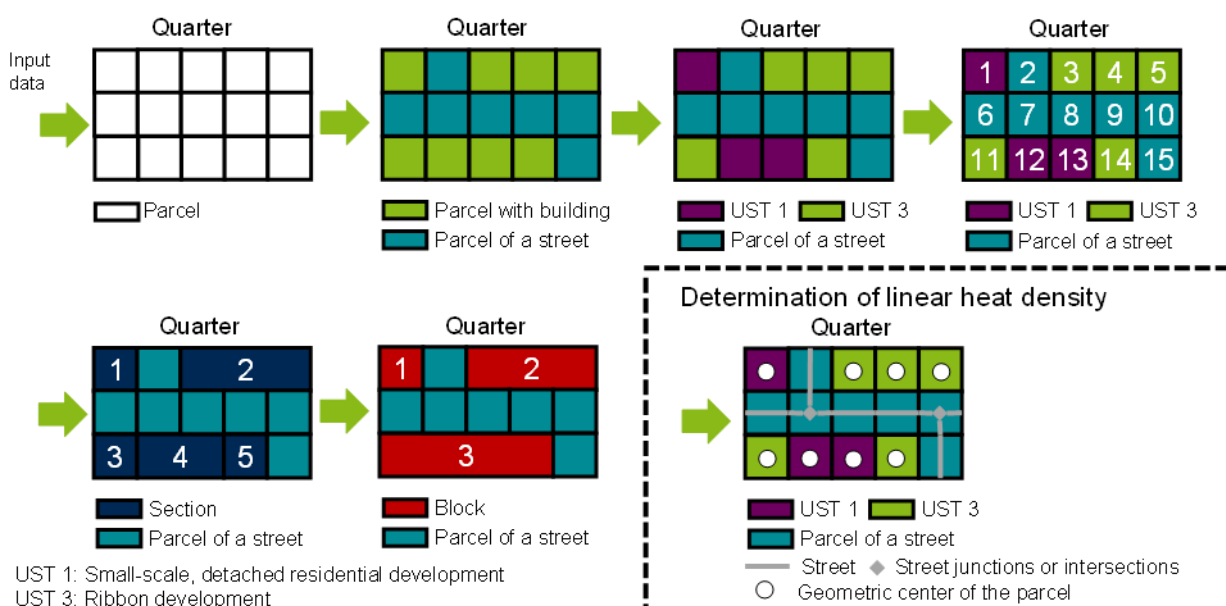 Quarter
Quarter
Quarter
Quarter
Input
data
1 2 3 4 5
6 7 8 9 10
11 12 13 14 15
Parcel
Parcel with building
Parcel of a street
UST 1 UST 3
Parcel of a street
UST 1 UST 3
Parcel of a street
Quarter
1 2
3 4 5
Section
Parcel of a street
Quarter
1 2
3
Block
Parcel of a street
UST 1: Small-scale, detached residential development
UST 3: Ribbon development
Determination of linear heat density
Quarter
UST 1 UST 3
Parcel of a street
Street Street junctions or intersections
Geometric center of the parcel